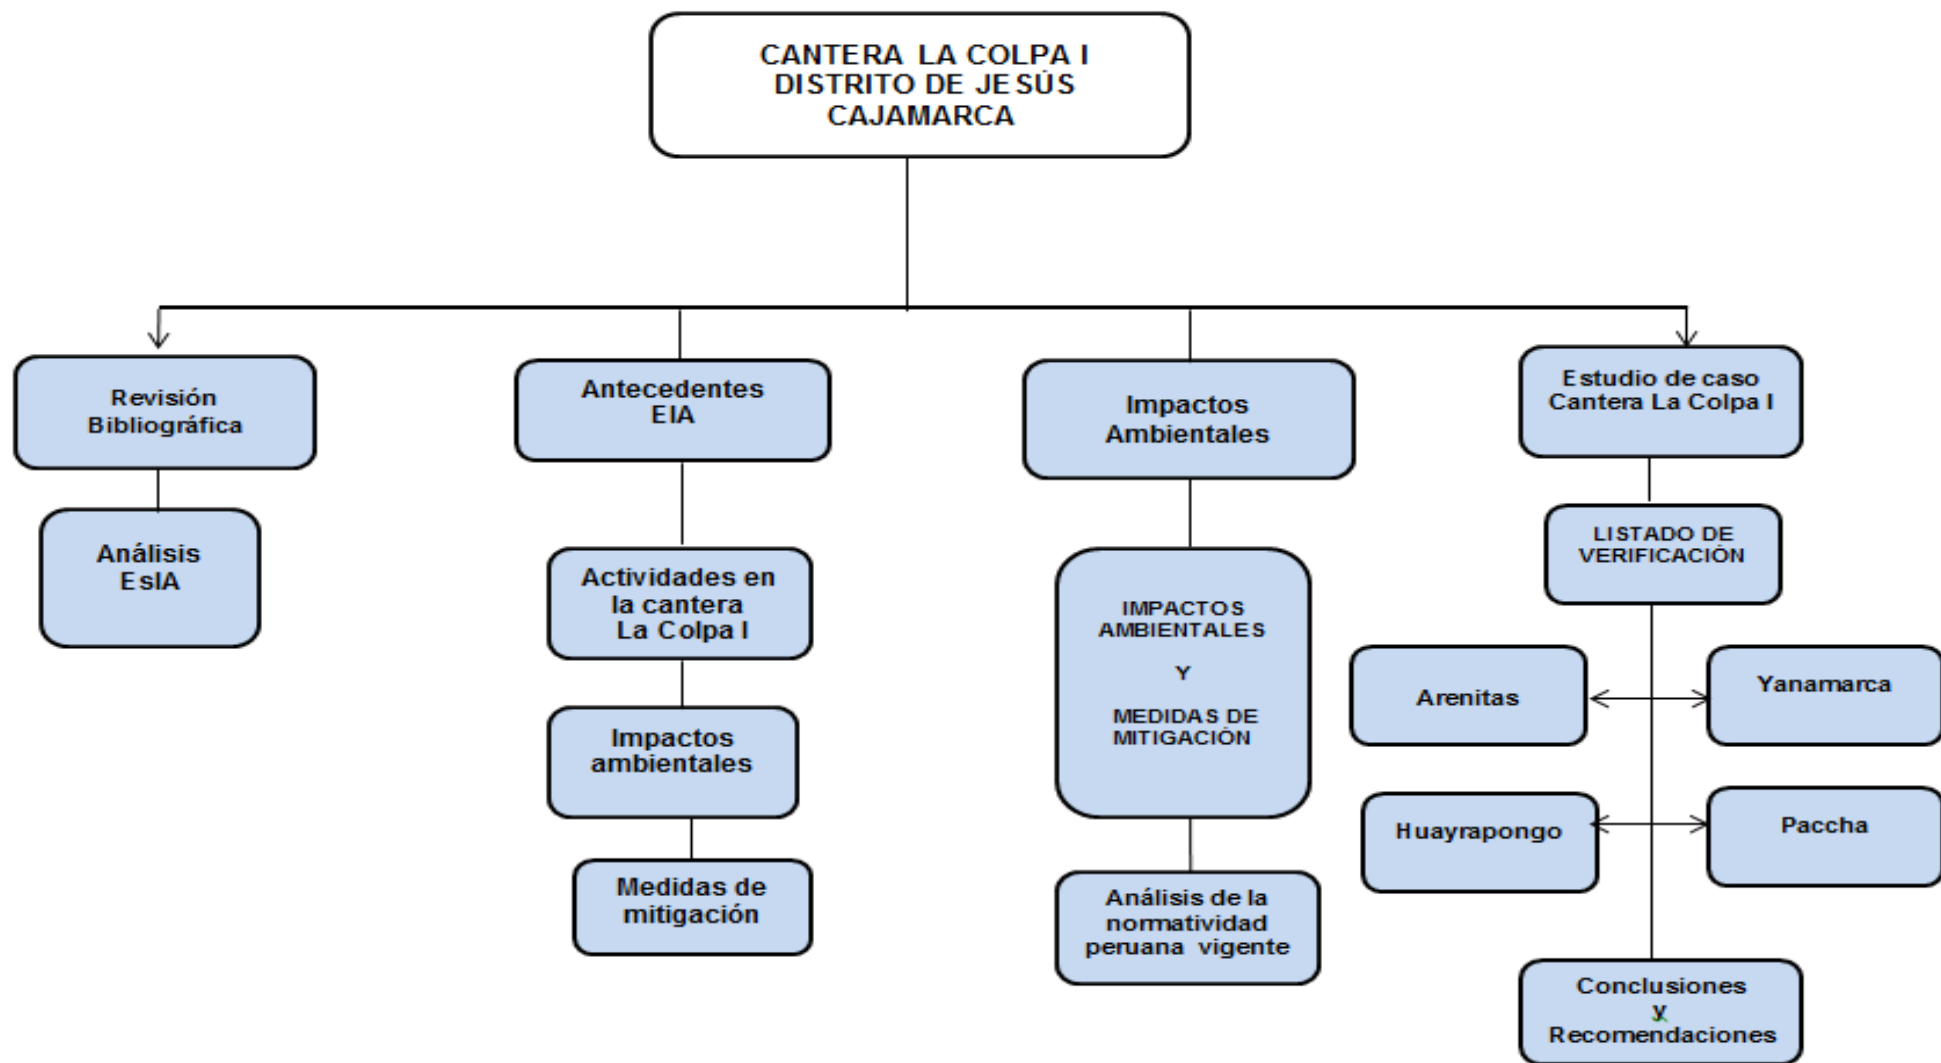 CANTERA LA COLPA I
DISTRITO DE JESÚS
CAJAMARCA
Revisión
Bibliográfica
Análisis
EsIA
Antecedentes
EIA
Actividades en
la cantera
La Colpa I
Impactos
ambientales
Medidas de
mitigación
Impactos
Ambientales
IMPACTOS
AMBIENTALES
Y
MEDIDAS DE
MITIGACIÓN
Análisis de la
normatividad
peruana vigente
Estudio de caso
Cantera La Colpa I
LISTADO DE
VERIFICACIÓN
Arenitas
Yanamarca
Huayrapongo
Paccha
Conclusiones
y
Recomendaciones